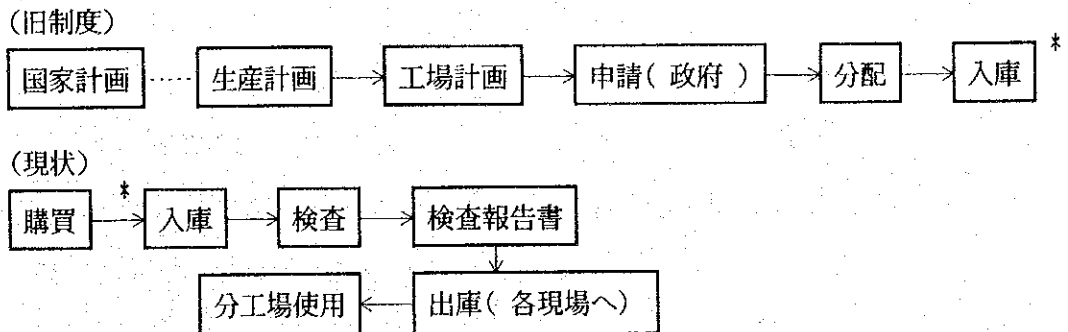 (旧制度)
国家計画 生産計画 工場計画 申請(政府) 分配 入庫 *
(現状)
購買 * 入庫 検査 検査報告書
分工場使用 出庫(各現場へ)